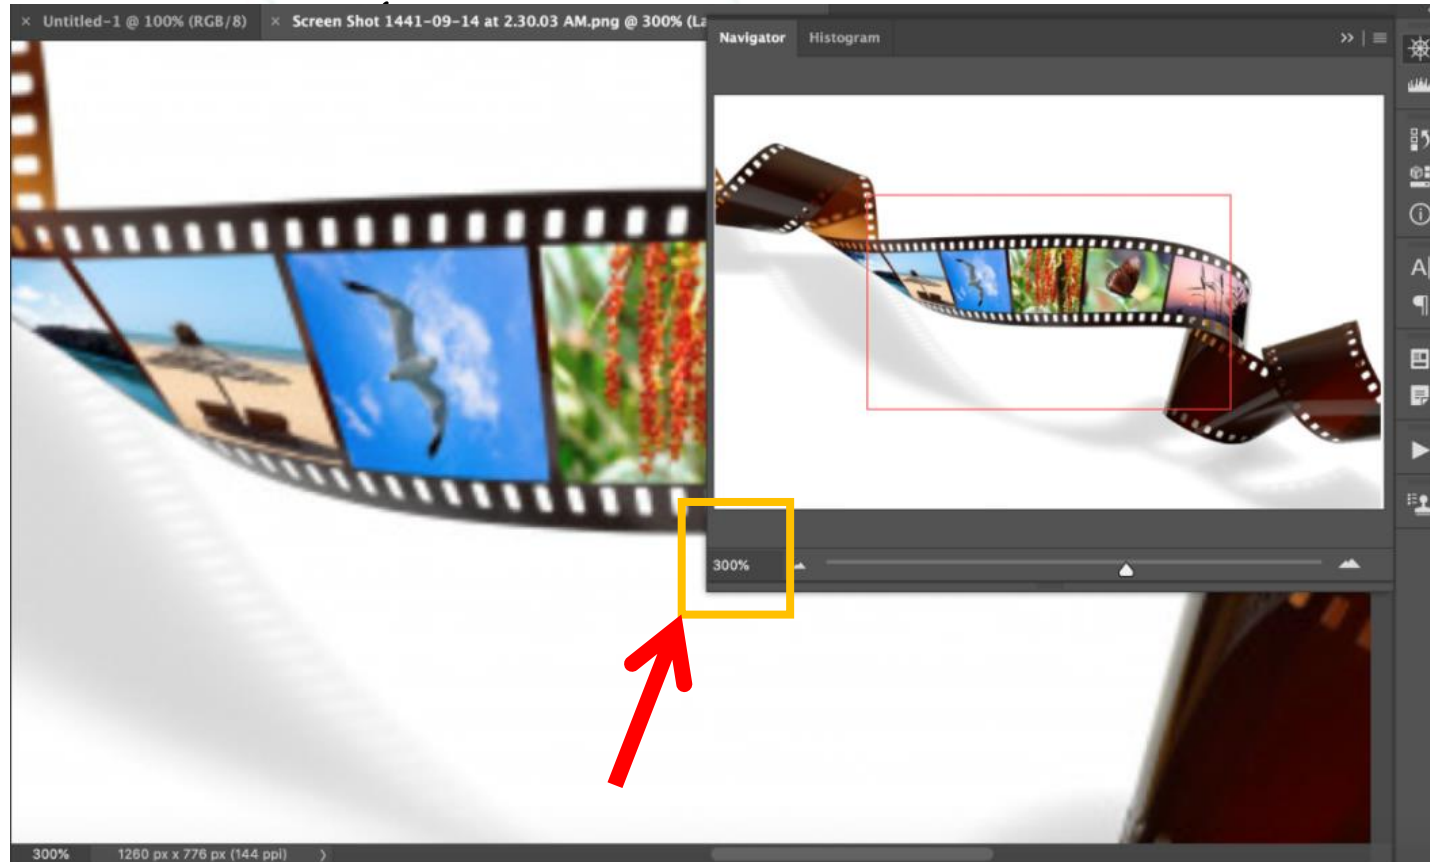 × Untitled-1 @ 100% (RGB/8) × Screen Shot 1441-09-14 at 2.30.03 AM.png @ 300% (La
Navigator Histogram
300%
300% 1260 px x 776 px (144 ppi)